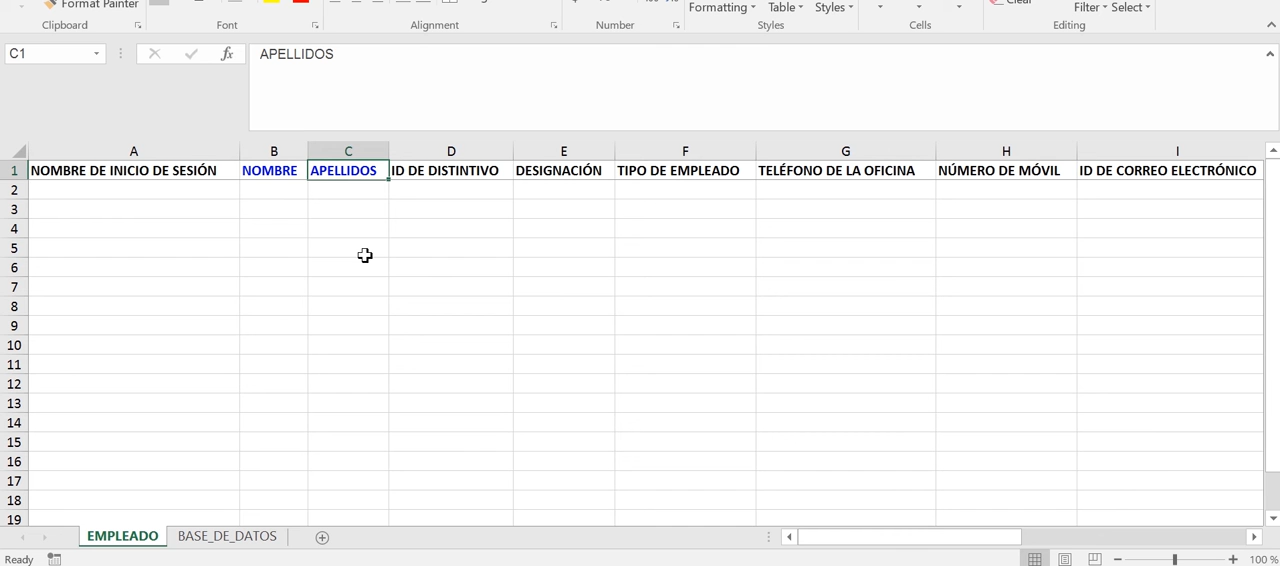 Format Painter
Formatting Table Styles
Clear
Filter Select
Clipboard Font Alignment Number Styles Cells Editing
C1 fx APELLIDOS
A B C D E F G H I
1 NOMBRE DE INICIO DE SESIÓN NOMBRE APELLIDOS ID DE DISTINTIVO DESIGNACIÓN TIPO DE EMPLEADO TELÉFONO DE LA OFICINA NÚMERO DE MÓVIL ID DE CORREO ELECTRÓNICO
2
3
4
5
6
7
8
9
10
11
12
13
14
15
16
17
18
19
EMPLEADO BASE_DE_DATOS
Ready 100 %